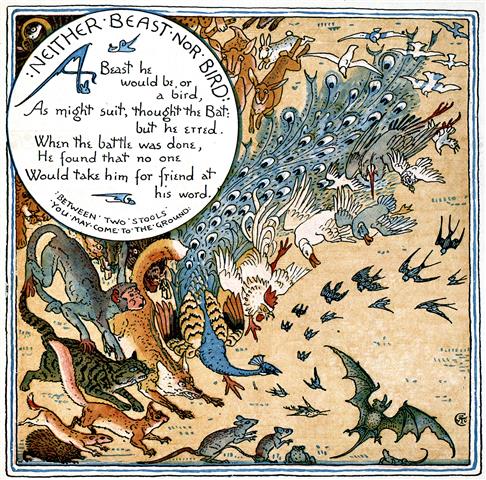 :NEITHER·BEAST·NOR·BIRD:
A Beast he
would be, or
a bird,
As might suit, thought the Bat:
but he erred.
When the battle was done,
He found that no one
Would take him for friend at
his word.
:BETWEEN·TWO·STOOLS·
·YOU·MAY·COME·TO·THE·GROUND·